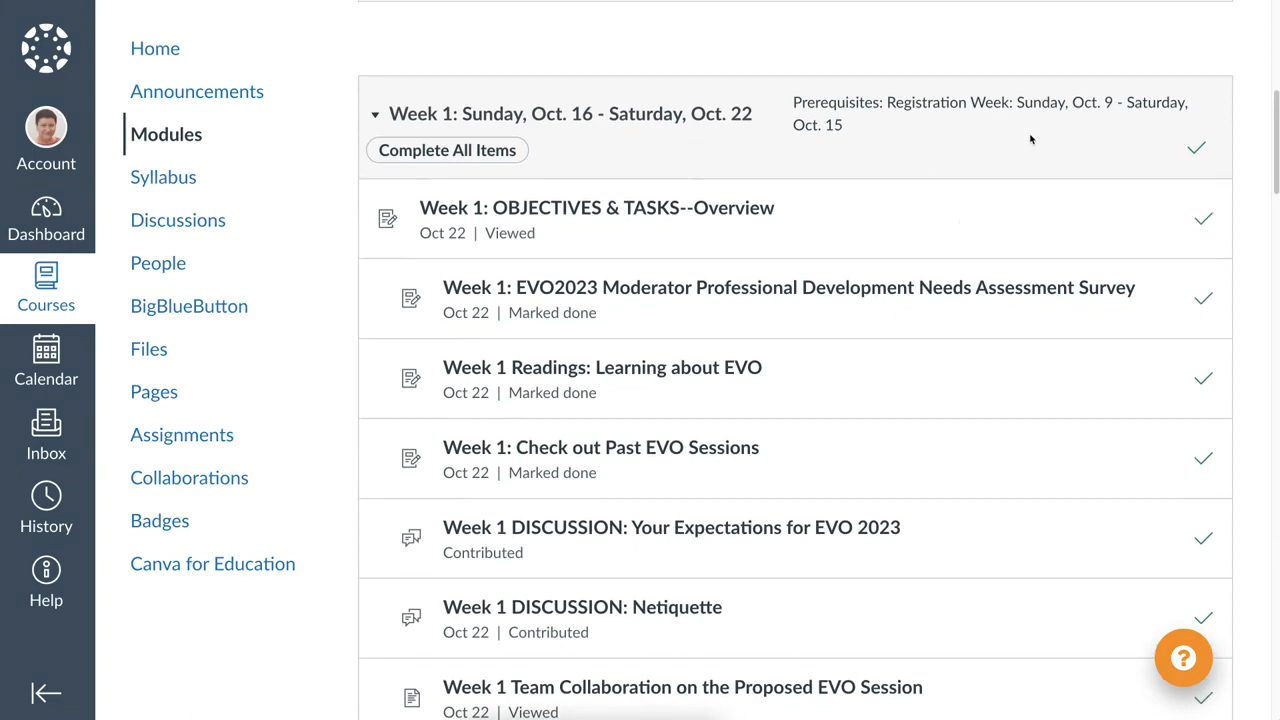 Account
Dashboard
Courses
Calendar
Inbox
History
Help
Home
Announcements
Modules
Syllabus
Discussions
People
BigBlueButton
Files
Pages
Assignments
Collaborations
Badges
Canva for Education
Week 1: Sunday, Oct. 16 - Saturday, Oct. 22
Prerequisites: Registration Week: Sunday, Oct. 9 - Saturday,
Oct. 15
Complete All Items
Week 1: OBJECTIVES & TASKS--Overview
Oct 22 | Viewed
Week 1: EVO2023 Moderator Professional Development Needs Assessment Survey
Oct 22 | Marked done
Week 1 Readings: Learning about EVO
Oct 22 | Marked done
Week 1: Check out Past EVO Sessions
Oct 22 | Marked done
Week 1 DISCUSSION: Your Expectations for EVO 2023
Contributed
Week 1 DISCUSSION: Netiquette
Oct 22 | Contributed
Week 1 Team Collaboration on the Proposed EVO Session
Oct 22 | Viewed